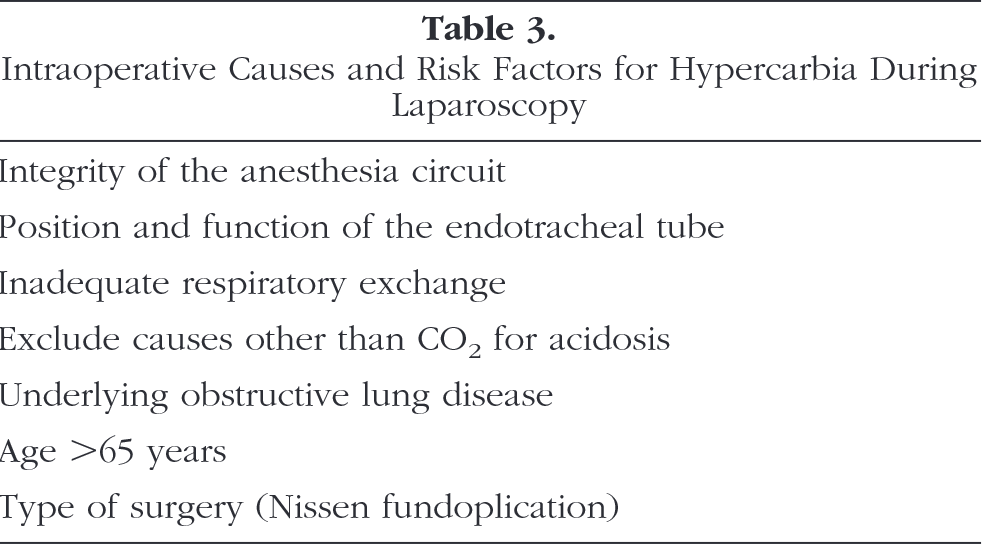 Table 3.
Intraoperative Causes and Risk Factors for Hypercarbia During
Laparoscopy
Integrity of the anesthesia circuit
Position and function of the endotracheal tube
Inadequate respiratory exchange
Exclude causes other than CO₂ for acidosis
Underlying obstructive lung disease
Age >65 years
Type of surgery (Nissen fundoplication)